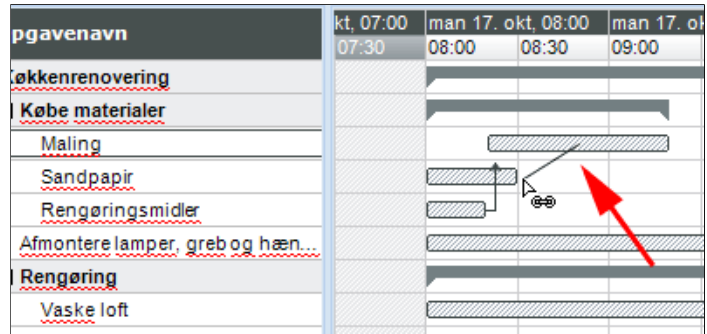 pgavenavn
kt, 07:00 man 17. okt, 08:00 man 17. ok
07:30 08:00 08:30 09:00
køkkenrenovering
Købe materialer
Maling
Sandpapir
Rengøringsmidler
Afmontere lamper, greb og hæn...
Rengøring
Vaske loft